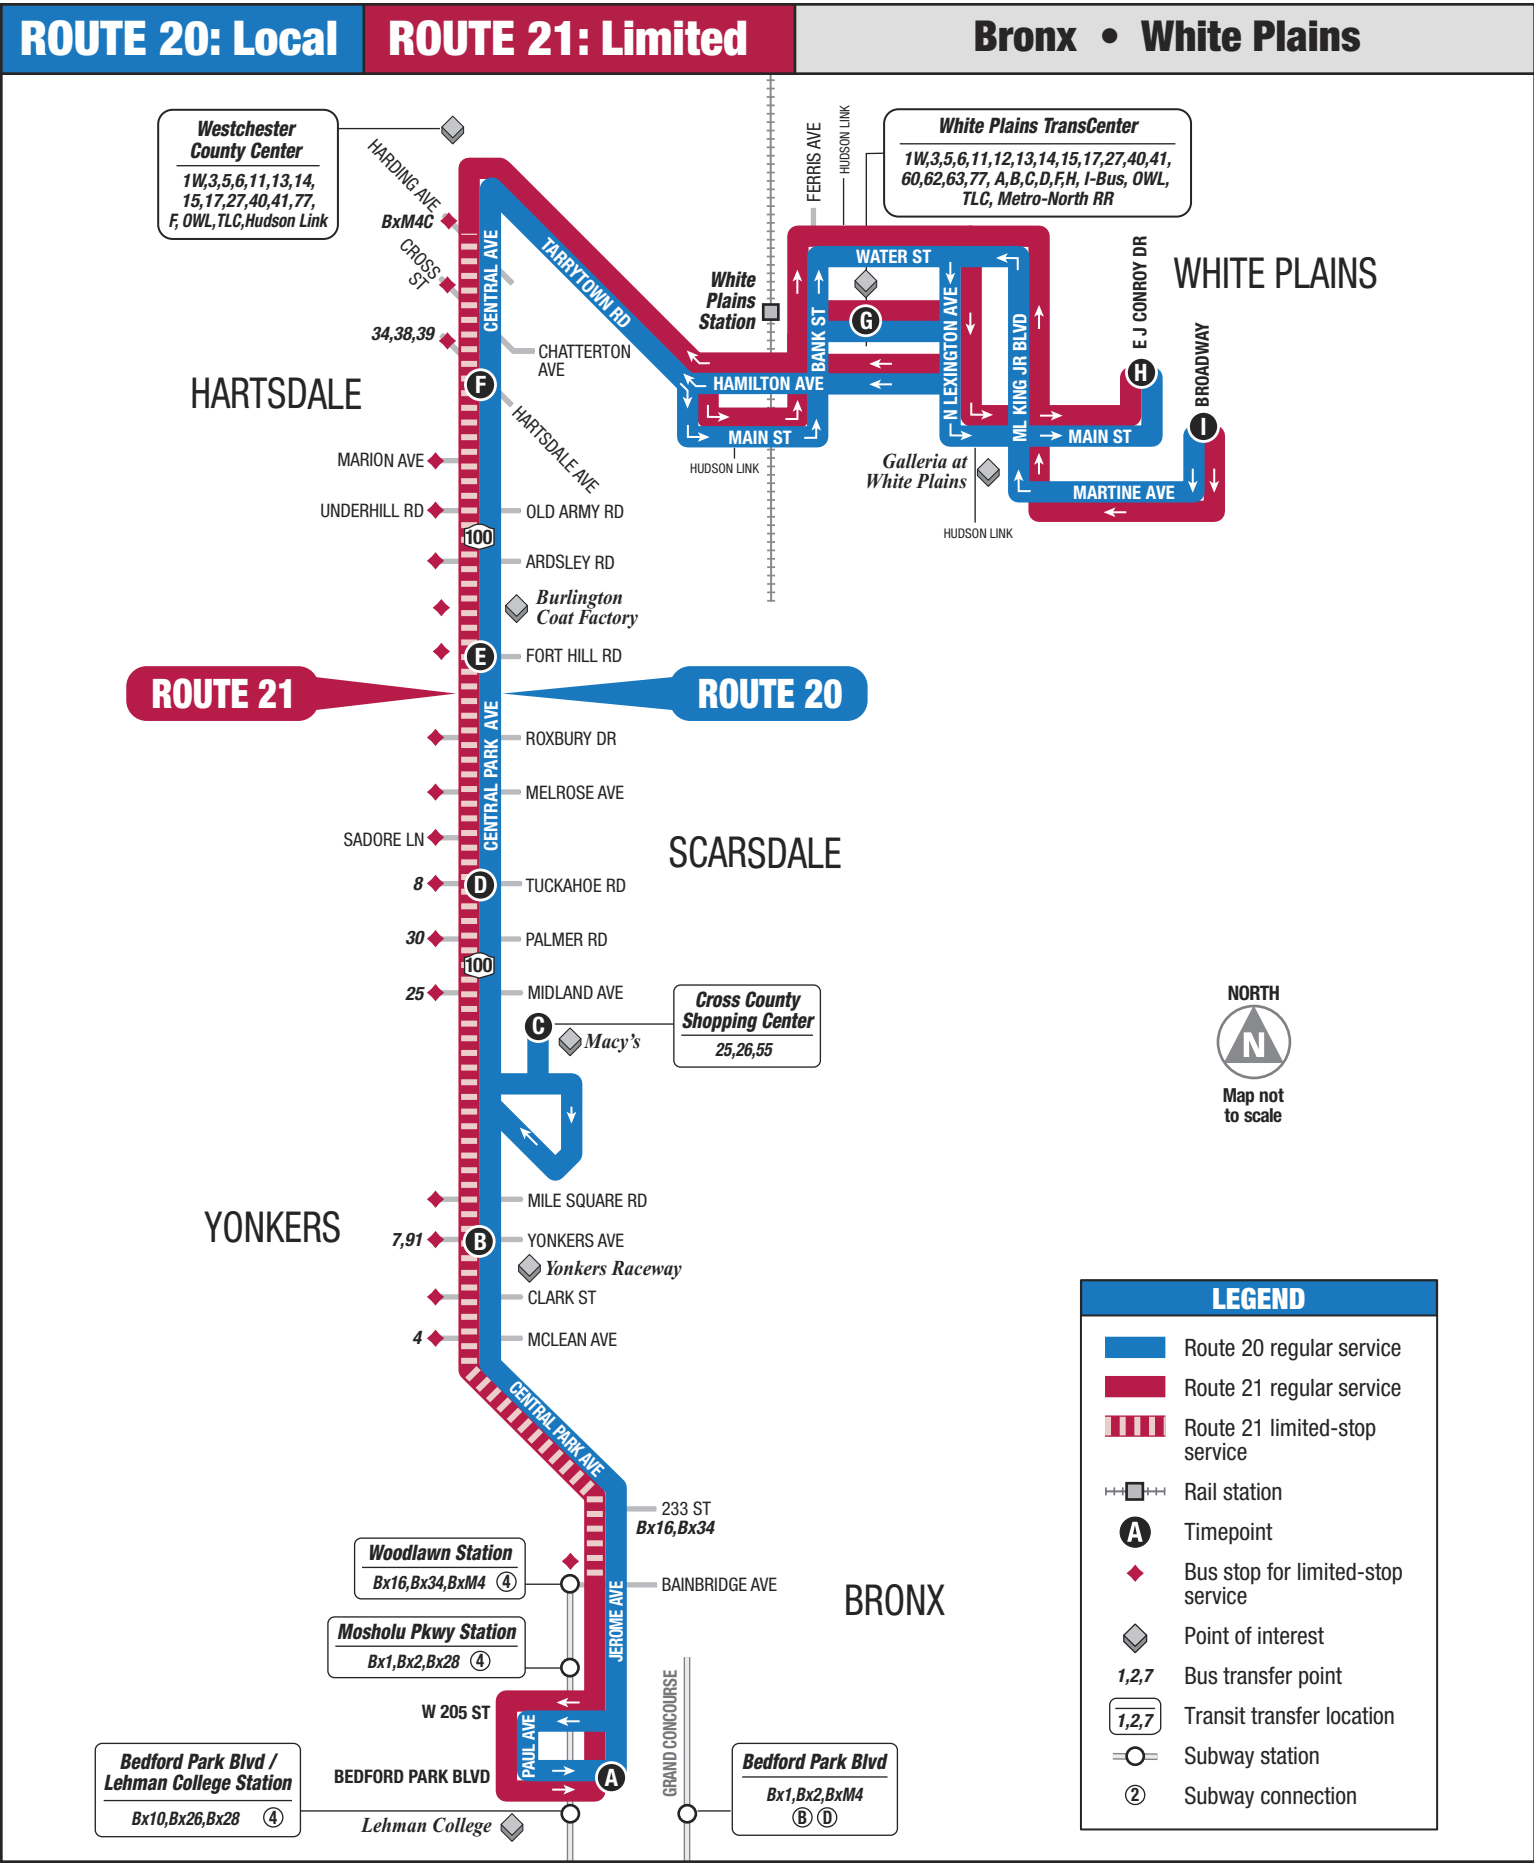 ROUTE 20: Local
ROUTE 21: Limited
Bronx • White Plains
Westchester
County Center
1W,3,5,6,11,13,14,
15,17,27,40,41,77,
F, OWL,TLC,Hudson Link
HARDING AVE
BxM4C
CROSS
ST
34,38,39
CENTRAL AVE
TARRYTOWN RD
CHATTERTON
AVE
F
HARTSDALE AVE
HARTSDALE
White
Plains
Station
FERRIS AVE
HUDSON LINK
White Plains TransCenter
1W,3,5,6,11,12,13,14,15,17,27,40,41,
60,62,63,77, A,B,C,D,F,H, I-Bus, OWL,
TLC, Metro-North RR
WATER ST
G
BANK ST
N LEXINGTON AVE
ML KING JR BLVD
HAMILTON AVE
MAIN ST
HUDSON LINK
MAIN ST
E J CONROY DR
H
BROADWAY
I
WHITE PLAINS
Galleria at
White Plains
MARTINE AVE
HUDSON LINK
MARION AVE
UNDERHILL RD
OLD ARMY RD
100
ARDSLEY RD
Burlington
Coat Factory
E
FORT HILL RD
ROUTE 21
ROUTE 20
CENTRAL PARK AVE
ROXBURY DR
MELROSE AVE
SADORE LN
SCARSDALE
8
D
TUCKAHOE RD
30
PALMER RD
100
25
MIDLAND AVE
C
Macy's
Cross County
Shopping Center
25,26,55
NORTH
N
Map not
to scale
MILE SQUARE RD
YONKERS
7,91
B
YONKERS AVE
Yonkers Raceway
CLARK ST
4
MCLEAN AVE
CENTRAL PARK AVE
233 ST
Bx16,Bx34
Woodlawn Station
Bx16,Bx34,BxM4 4
BAINBRIDGE AVE
BRONX
JEROME AVE
Mosholu Pkwy Station
Bx1,Bx2,Bx28 4
W 205 ST
PAUL AVE
GRAND CONCOURSE
BEDFORD PARK BLVD
A
Bedford Park Blvd /
Lehman College Station
Bx10,Bx26,Bx28 4
Lehman College
Bedford Park Blvd
Bx1,Bx2,BxM4
B D
LEGEND
Route 20 regular service
Route 21 regular service
Route 21 limited-stop
service
Rail station
A Timepoint
Bus stop for limited-stop
service
Point of interest
1,2,7 Bus transfer point
1,2,7 Transit transfer location
Subway station
2 Subway connection